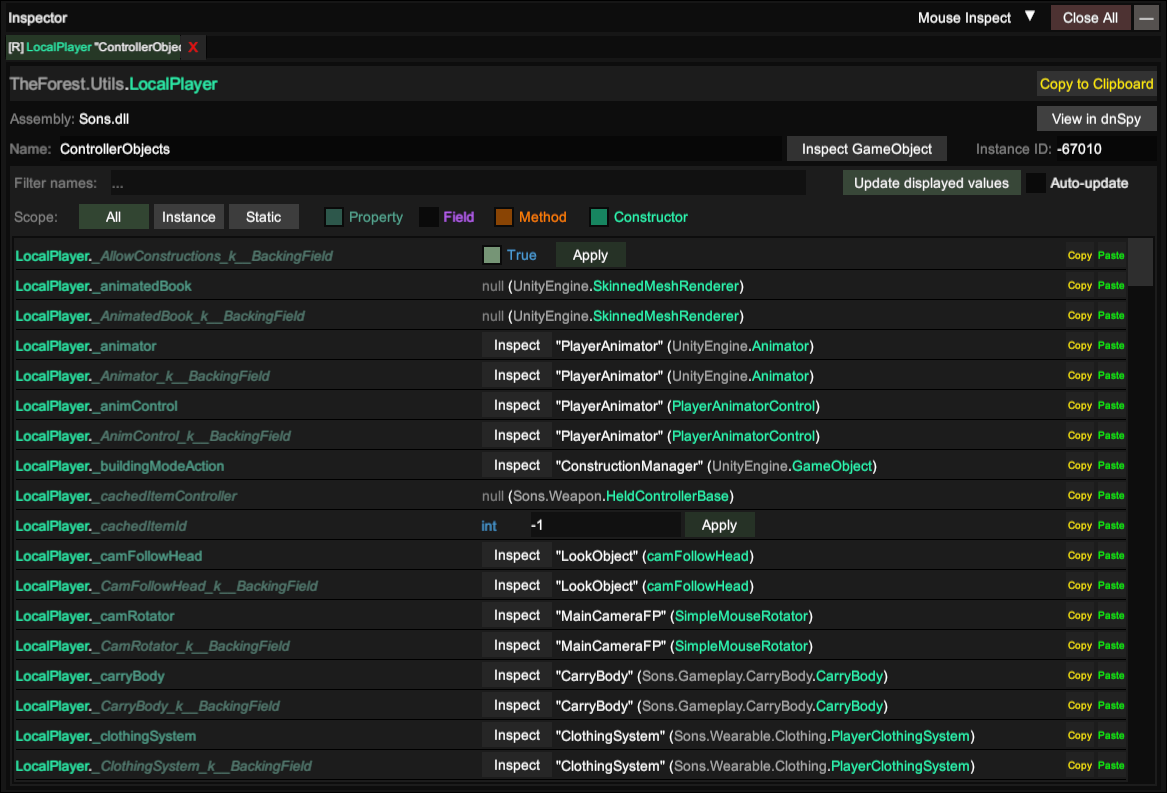 Inspector Mouse Inspect ▼ Close All —
[R] LocalPlayer "ControllerObjec X
TheForest.Utils.LocalPlayer Copy to Clipboard
Assembly: Sons.dll View in dnSpy
Name: ControllerObjects Inspect GameObject Instance ID: -67010
Filter names: ... Update displayed values Auto-update
Scope: All Instance Static Property Field Method Constructor
LocalPlayer._AllowConstructions_k__BackingField True Apply Copy Paste
LocalPlayer._animatedBook null (UnityEngine.SkinnedMeshRenderer) Copy Paste
LocalPlayer._AnimatedBook_k__BackingField null (UnityEngine.SkinnedMeshRenderer) Copy Paste
LocalPlayer._animator Inspect "PlayerAnimator" (UnityEngine.Animator) Copy Paste
LocalPlayer._Animator_k__BackingField Inspect "PlayerAnimator" (UnityEngine.Animator) Copy Paste
LocalPlayer._animControl Inspect "PlayerAnimator" (PlayerAnimatorControl) Copy Paste
LocalPlayer._AnimControl_k__BackingField Inspect "PlayerAnimator" (PlayerAnimatorControl) Copy Paste
LocalPlayer._buildingModeAction Inspect "ConstructionManager" (UnityEngine.GameObject) Copy Paste
LocalPlayer._cachedItemController null (Sons.Weapon.HeldControllerBase) Copy Paste
LocalPlayer._cachedItemId int -1 Apply Copy Paste
LocalPlayer._camFollowHead Inspect "LookObject" (camFollowHead) Copy Paste
LocalPlayer._CamFollowHead_k__BackingField Inspect "LookObject" (camFollowHead) Copy Paste
LocalPlayer._camRotator Inspect "MainCameraFP" (SimpleMouseRotator) Copy Paste
LocalPlayer._CamRotator_k__BackingField Inspect "MainCameraFP" (SimpleMouseRotator) Copy Paste
LocalPlayer._carryBody Inspect "CarryBody" (Sons.Gameplay.CarryBody.CarryBody) Copy Paste
LocalPlayer._CarryBody_k__BackingField Inspect "CarryBody" (Sons.Gameplay.CarryBody.CarryBody) Copy Paste
LocalPlayer._clothingSystem Inspect "ClothingSystem" (Sons.Wearable.Clothing.PlayerClothingSystem) Copy Paste
LocalPlayer._ClothingSystem_k__BackingField Inspect "ClothingSystem" (Sons.Wearable.Clothing.PlayerClothingSystem) Copy Paste